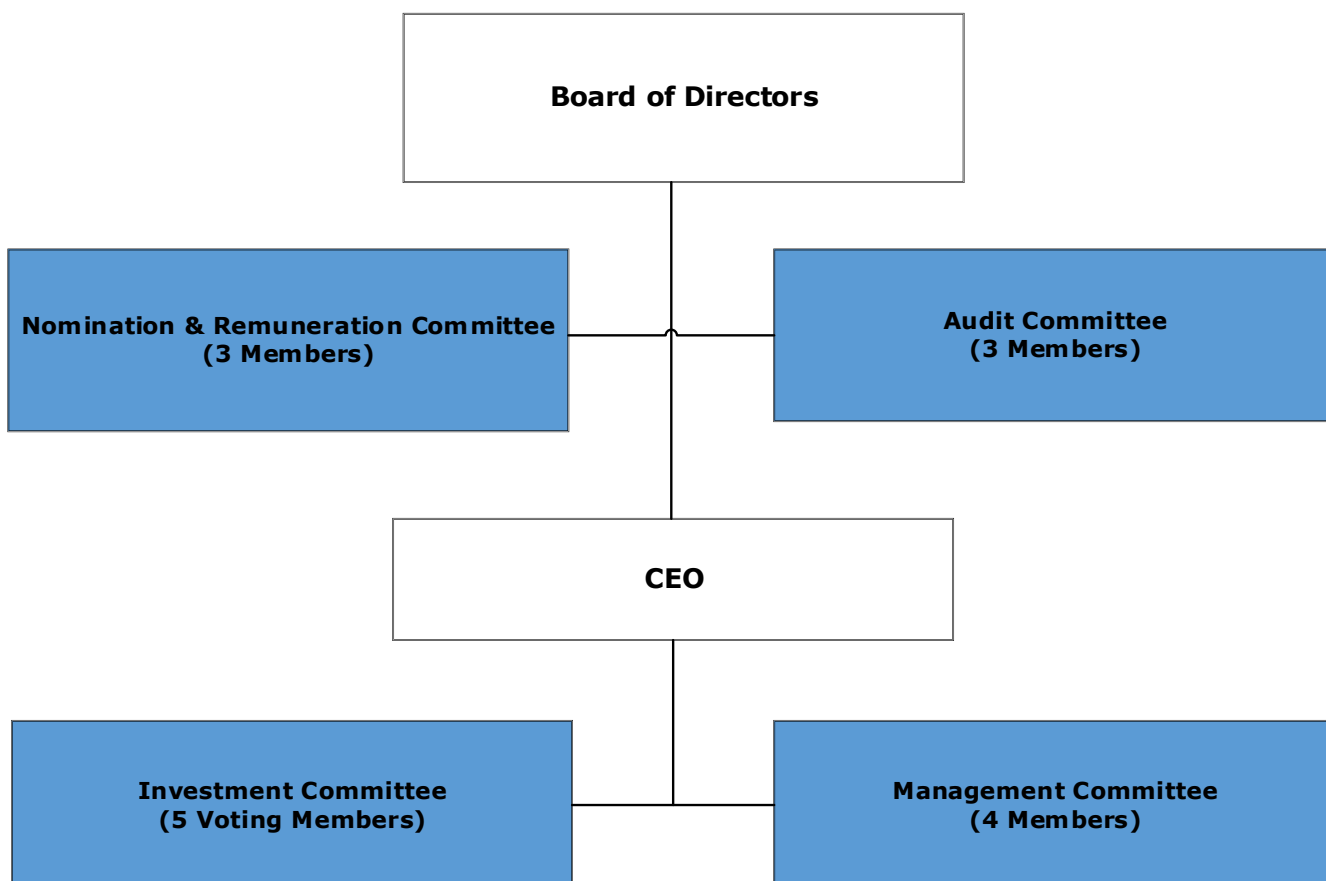 Board of Directors
Nomination & Remuneration Committee
(3 Members)
Audit Committee
(3 Members)
CEO
Investment Committee
(5 Voting Members)
Management Committee
(4 Members)